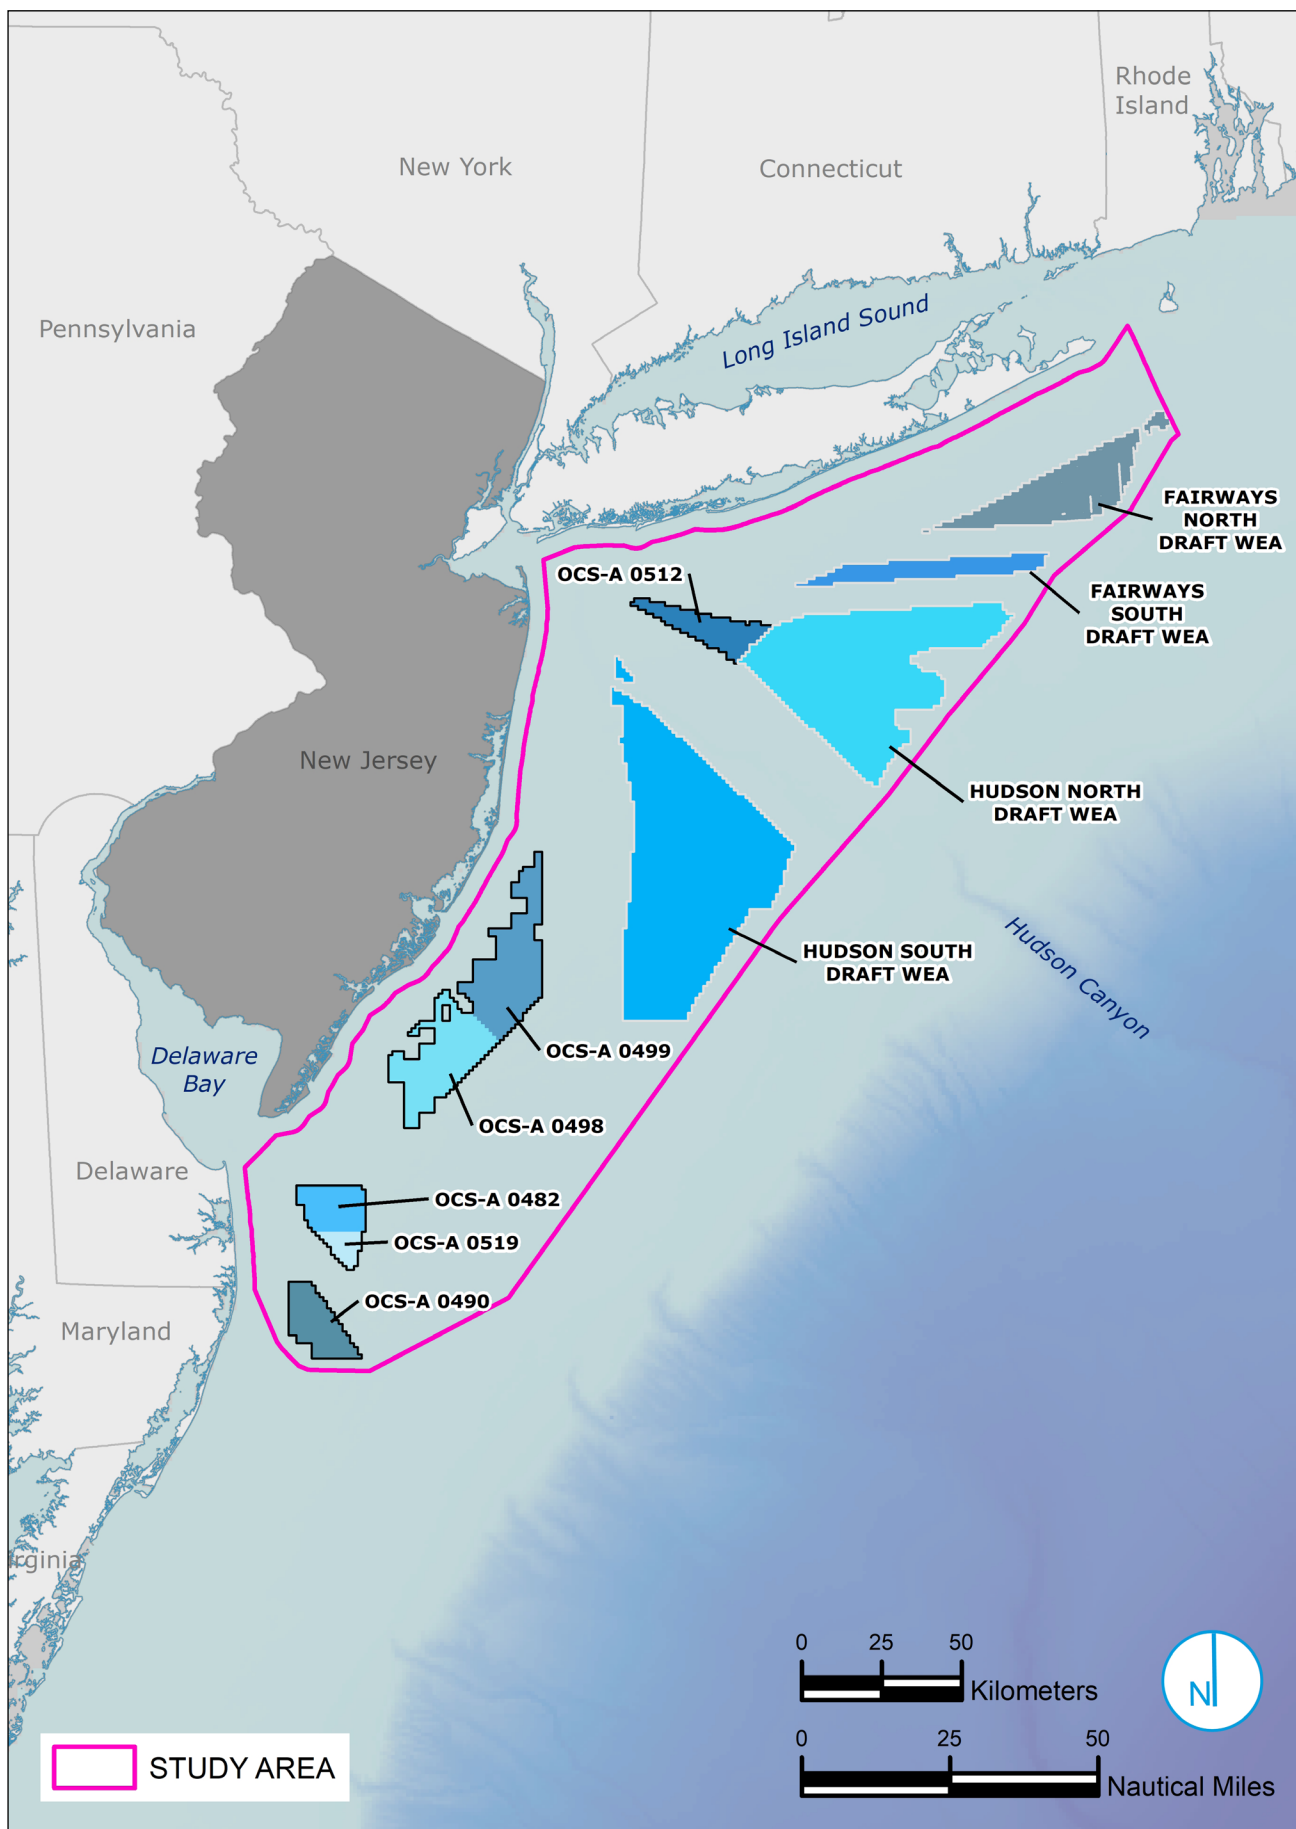 Rhode
Island
New York
Connecticut
Pennsylvania
Long Island Sound
FAIRWAYS
NORTH
DRAFT WEA
OCS-A 0512
FAIRWAYS
SOUTH
DRAFT WEA
New Jersey
HUDSON NORTH
DRAFT WEA
HUDSON SOUTH
DRAFT WEA
Hudson Canyon
OCS-A 0499
Delaware
Bay
OCS-A 0498
Delaware
OCS-A 0482
OCS-A 0519
OCS-A 0490
Maryland
rginia
0 25 50
Kilometers
N
0 25 50
Nautical Miles
STUDY AREA